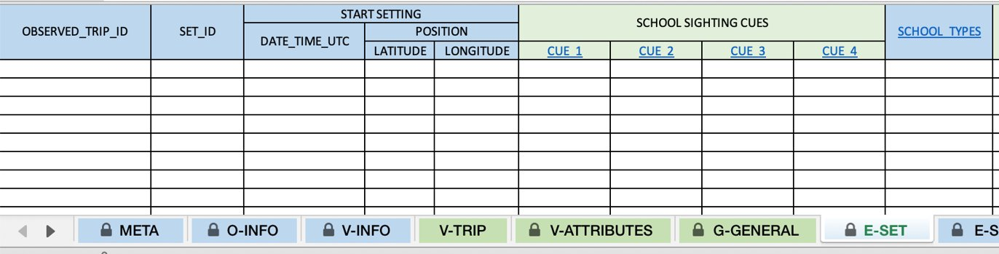 START SETTING
OBSERVED_TRIP_ID SET_ID DATE_TIME_UTC POSITION SCHOOL SIGHTING CUES SCHOOL_TYPES
LATITUDE LONGITUDE CUE_1 CUE_2 CUE_3 CUE_4
META O-INFO V-INFO V-TRIP V-ATTRIBUTES G-GENERAL E-SET E-S